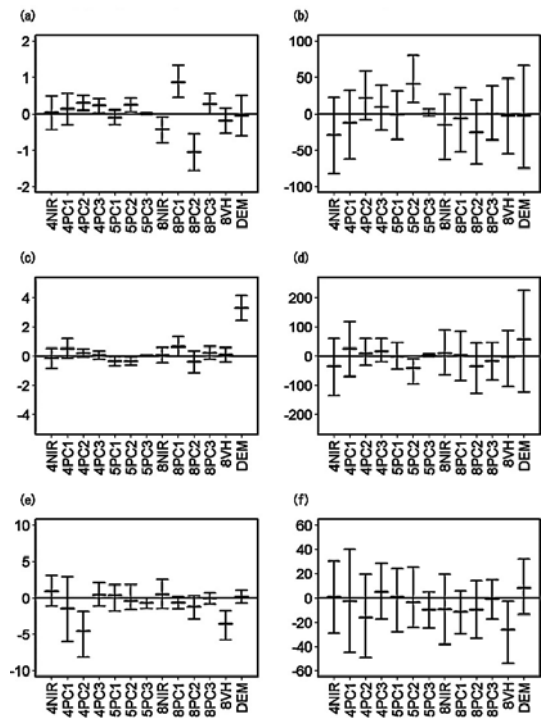 (a)
2
1
0
-1
-2
4NIR 4PC1 4PC2 4PC3 5PC1 5PC2 5PC3 8NIR 8PC1 8PC2 8PC3 8VH DEM
(b)
100
50
0
-50
-100
4NIR 4PC1 4PC2 4PC3 5PC1 5PC2 5PC3 8NIR 8PC1 8PC2 8PC3 8VH DEM
(c)
4
2
0
-2
-4
4NIR 4PC1 4PC2 4PC3 5PC1 5PC2 5PC3 8NIR 8PC1 8PC2 8PC3 8VH DEM
(d)
200
100
0
-100
-200
4NIR 4PC1 4PC2 4PC3 5PC1 5PC2 5PC3 8NIR 8PC1 8PC2 8PC3 8VH DEM
(e)
10
5
0
-5
-10
4NIR 4PC1 4PC2 4PC3 5PC1 5PC2 5PC3 8NIR 8PC1 8PC2 8PC3 8VH DEM
(f)
60
40
20
0
-20
-40
-60
4NIR 4PC1 4PC2 4PC3 5PC1 5PC2 5PC3 8NIR 8PC1 8PC2 8PC3 8VH DEM